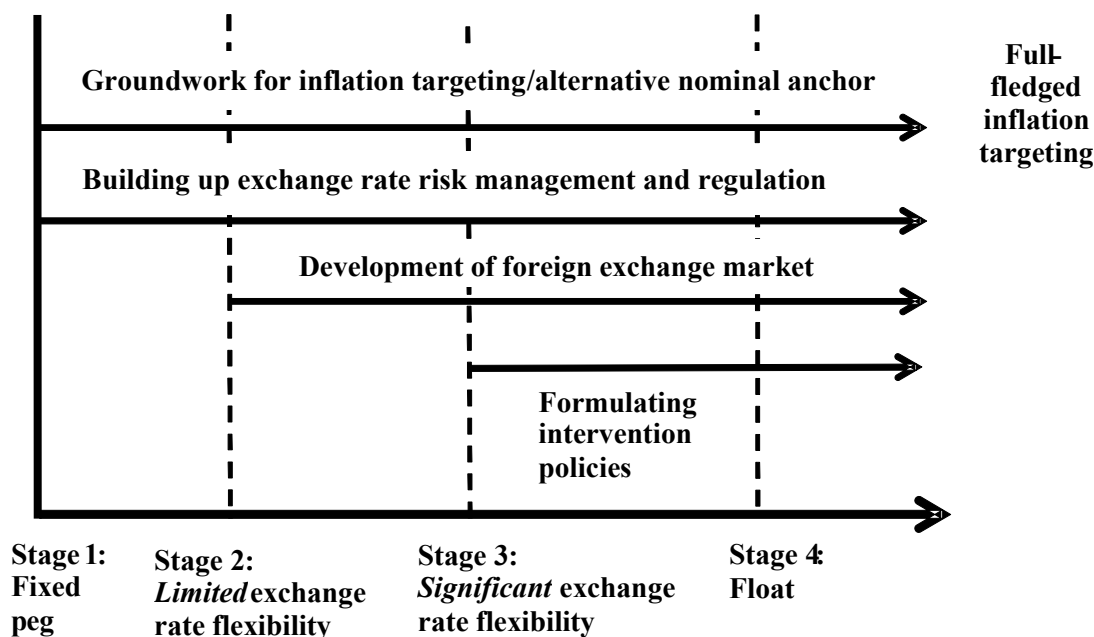 Groundwork for inflation targeting/alternative nominal anchor
Full-
fledged
inflation
targeting
Building up exchange rate risk management and regulation
Development of foreign exchange market
Formulating
intervention
policies
Stage 1:
Fixed
peg
Stage 2:
Limited exchange
rate flexibility
Stage 3:
Significant exchange
rate flexibility
Stage 4:
Float